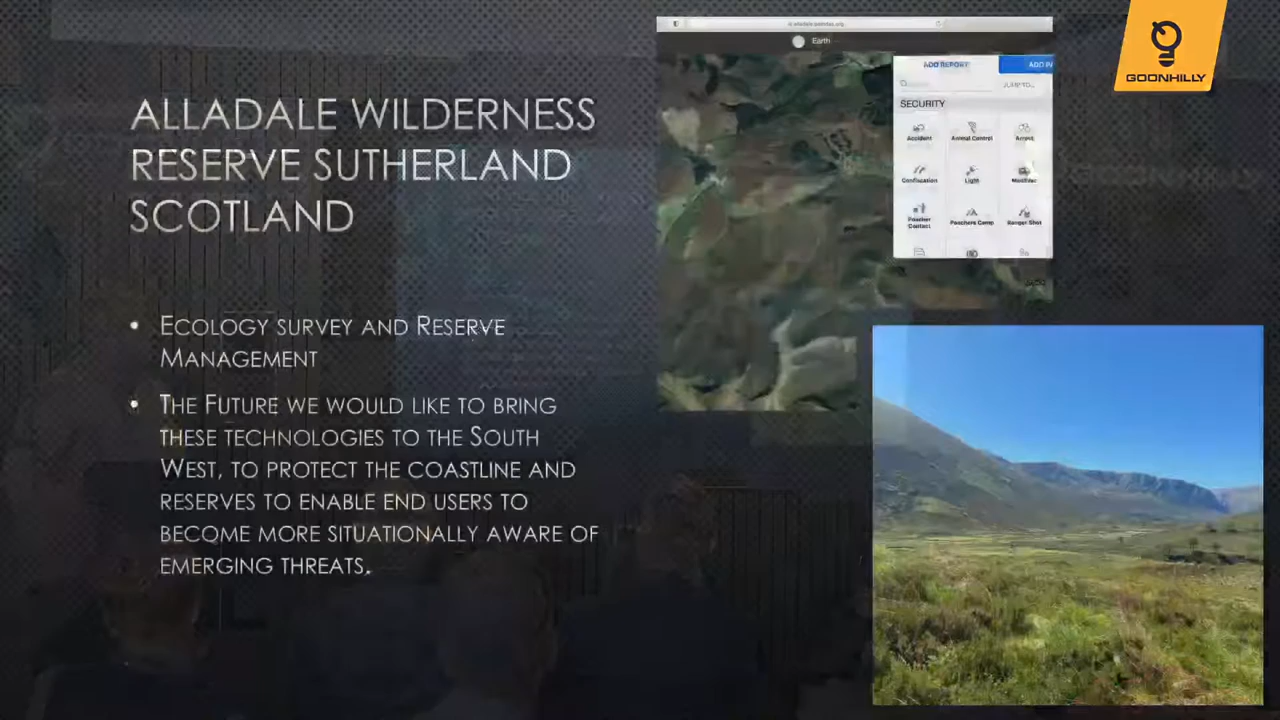 Earth
ADD REPORT
GOONHILLY
SECURITY
Accident
Animal Control
Arrest
Confiscation
Light
Poacher
Contact
Poachers Camp
Ranger Shot
ALLADALE WILDERNESS
RESERVE SUTHERLAND
SCOTLAND
• ECOLOGY SURVEY AND RESERVE
MANAGEMENT
• THE FUTURE WE WOULD LIKE TO BRING
THESE TECHNOLOGIES TO THE SOUTH
WEST, TO PROTECT THE COASTLINE AND
RESERVES TO ENABLE END USERS TO
BECOME MORE SITUATIONALLY AWARE OF
EMERGING THREATS.